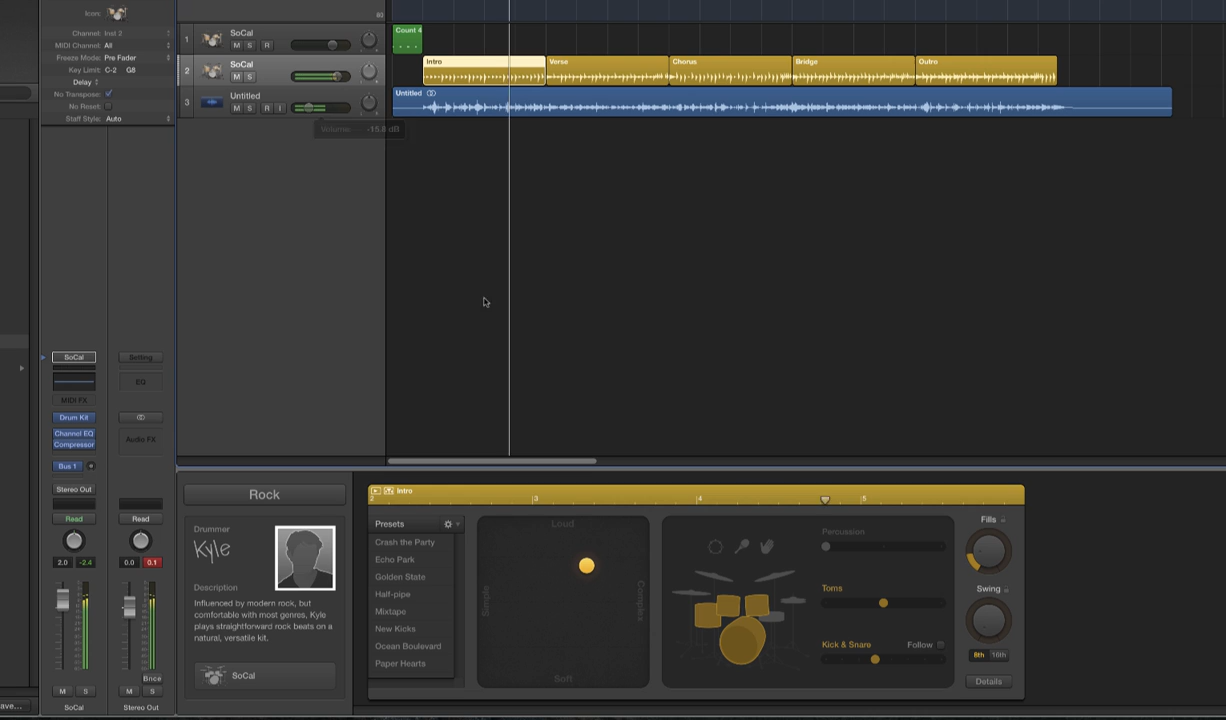 Icon:
Channel: Inst 2
MIDI Channel: All
Freeze Mode: Pre Fader
Key Limit: C-2 G8
Delay
No Transpose:
No Reset:
Staff Style: Auto
1
SoCal
M S R
2
SoCal
M S
3
Untitled
M S R I
Volume: -15.8 dB
Count
Intro
Verse
Chorus
Bridge
Outro
Untitled
SoCal
Setting
EQ
MIDI FX
Drum Kit
Channel EQ
Compressor
Audio FX
Bus 1
Stereo Out
Read
Read
2.0 -2.4
0.0 0.1
Bnce
M S
M S
SoCal
Stereo Out
Rock
Drummer
Kyle
Description
Influenced by modern rock, but
comfortable with most genres, Kyle
plays straightforward rock beats on a
natural, versatile kit.
SoCal
Intro
2 3 4 5
Presets
Crash the Party
Echo Park
Golden State
Half-pipe
Mixtape
New Kicks
Ocean Boulevard
Paper Hearts
Loud
Simple
Complex
Soft
Percussion
Toms
Kick & Snare Follow
Fills
Swing
8th 16th
Details